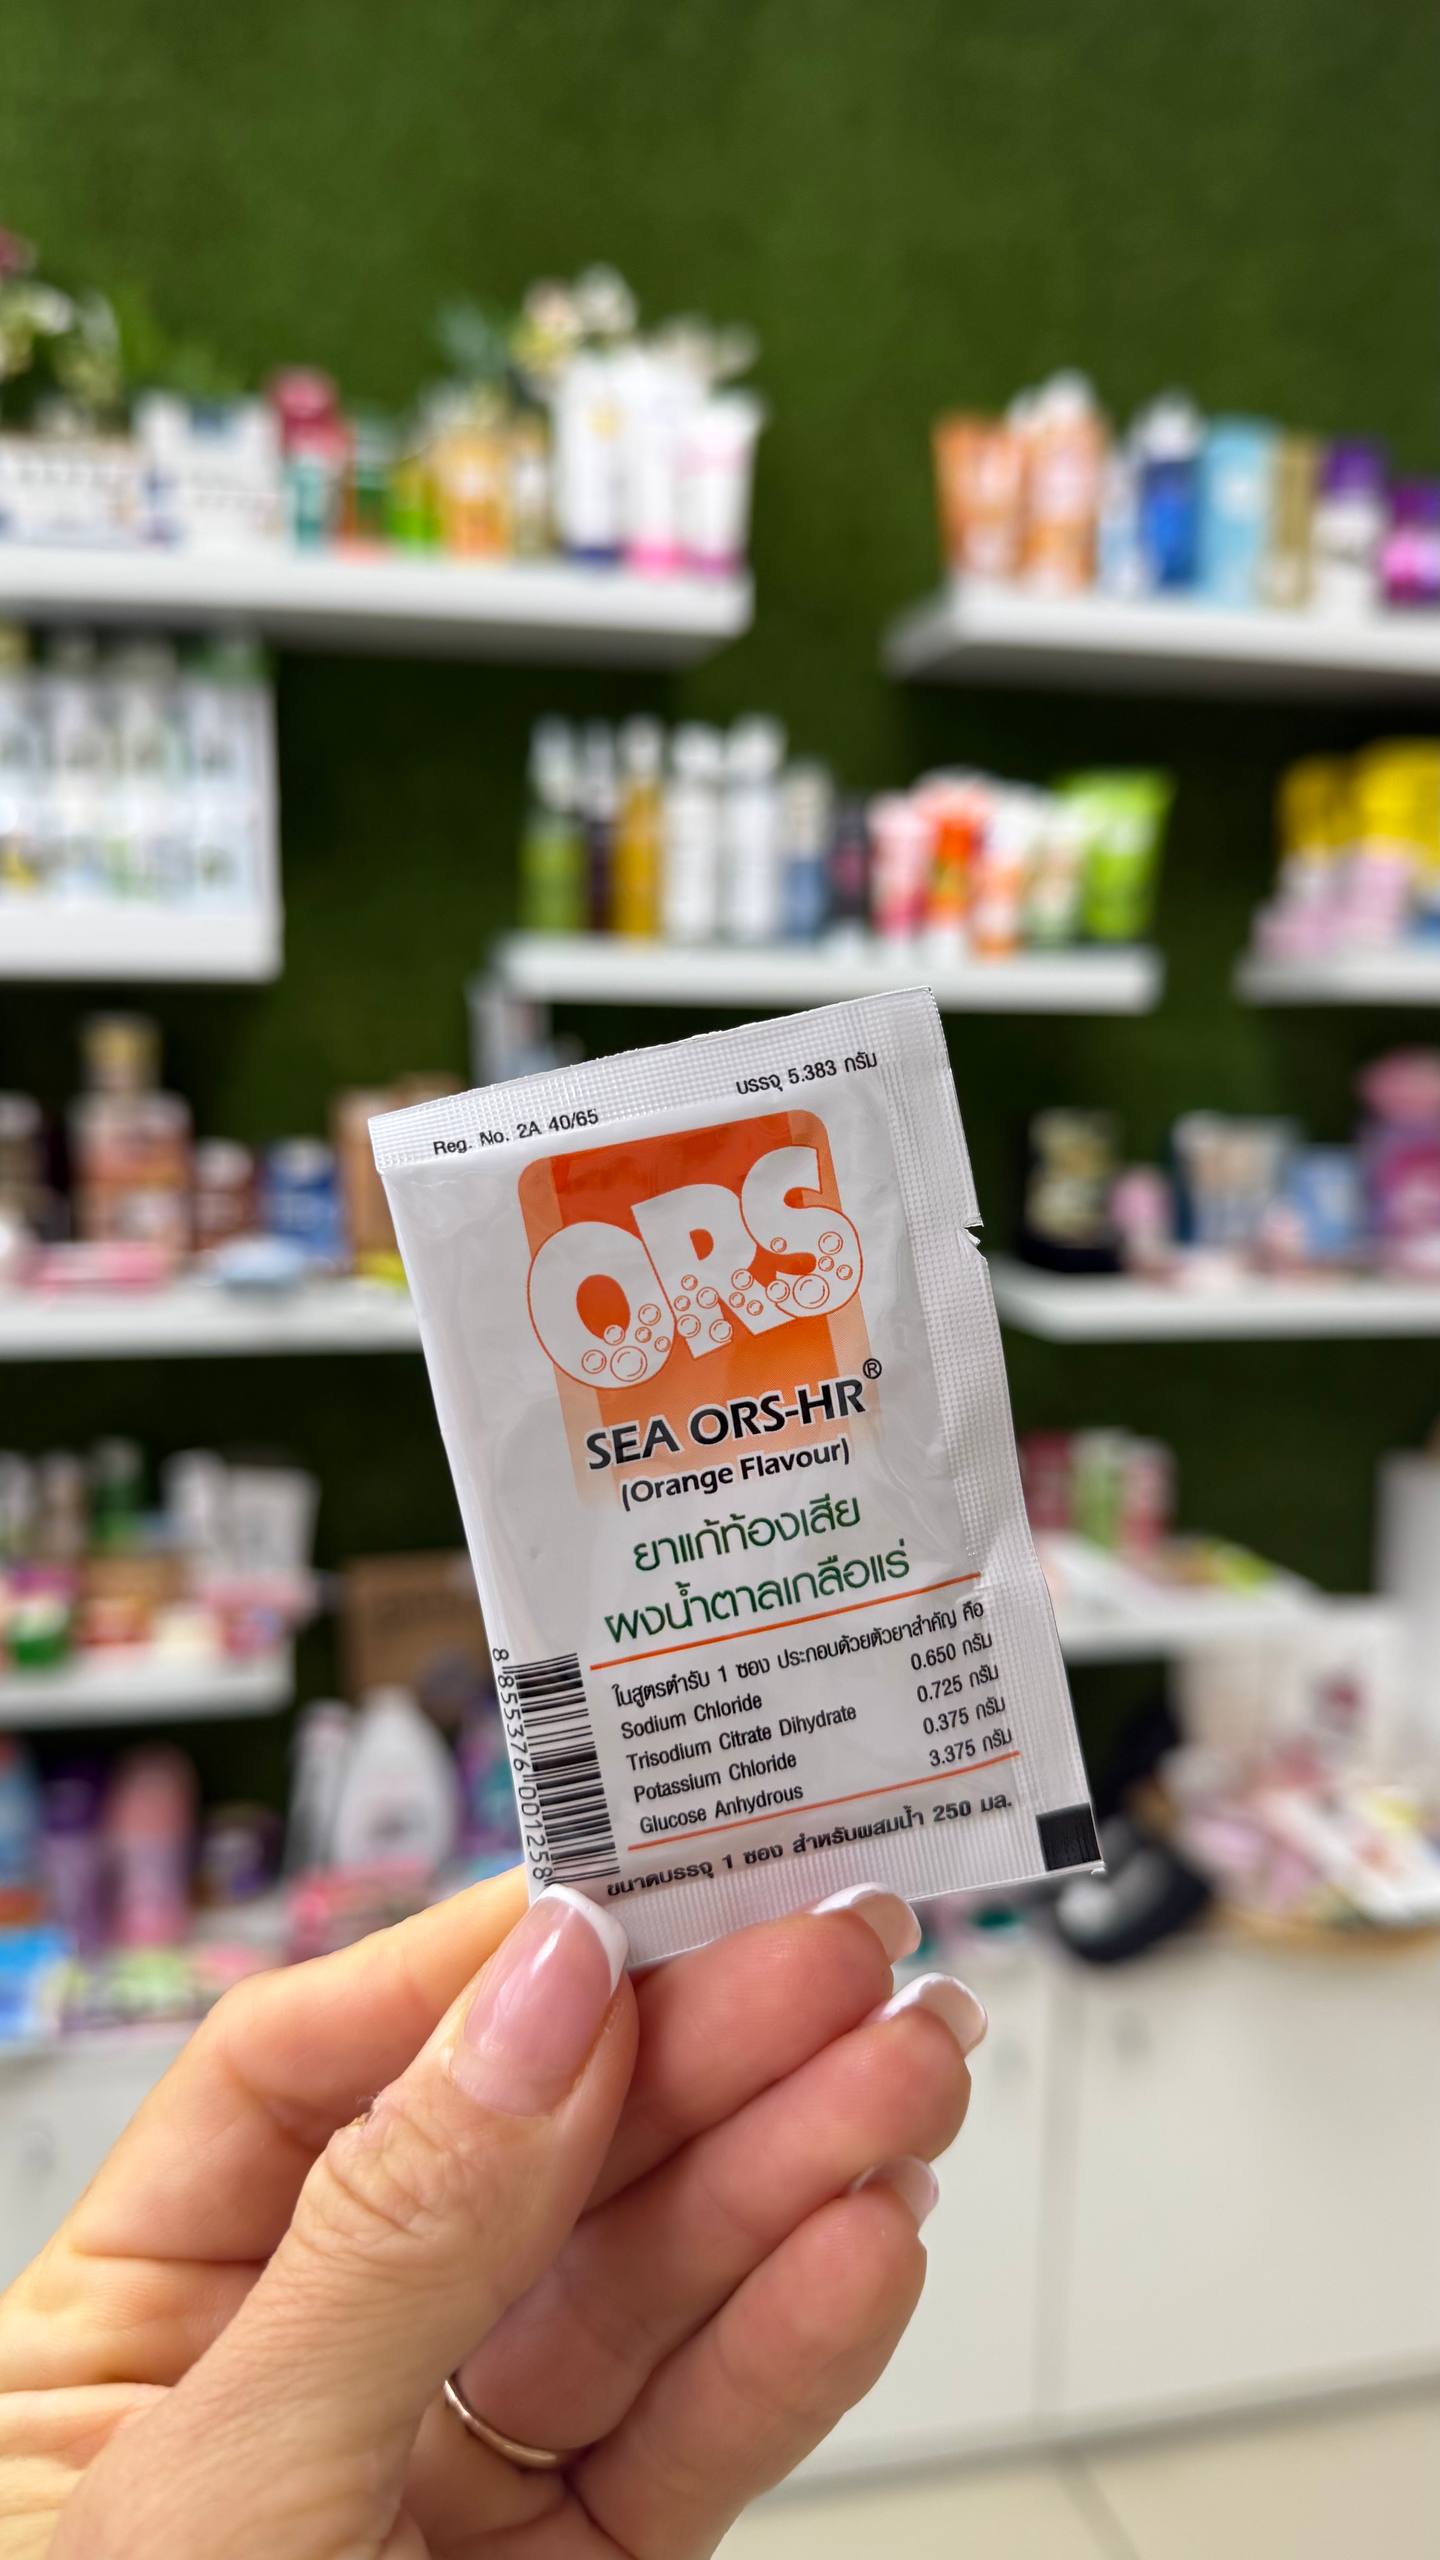 Reg. No. 2A 40/65
บรรจุ 5.383 กรัม
ORS
SEA ORS-HR®
(Orange Flavour)
ยาแก้ท้องเสีย
ผงน้ำตาลเกลือแร่
ในสูตรตำรับ 1 ซอง ประกอบด้วยตัวยาสำคัญ คือ
Sodium Chloride 0.650 กรัม
Trisodium Citrate Dihydrate 0.725 กรัม
Potassium Chloride 0.375 กรัม
Glucose Anhydrous 3.375 กรัม
ขนาดบรรจุ 1 ซอง สำหรับผสมน้ำ 250 มล.
8 855376 001258